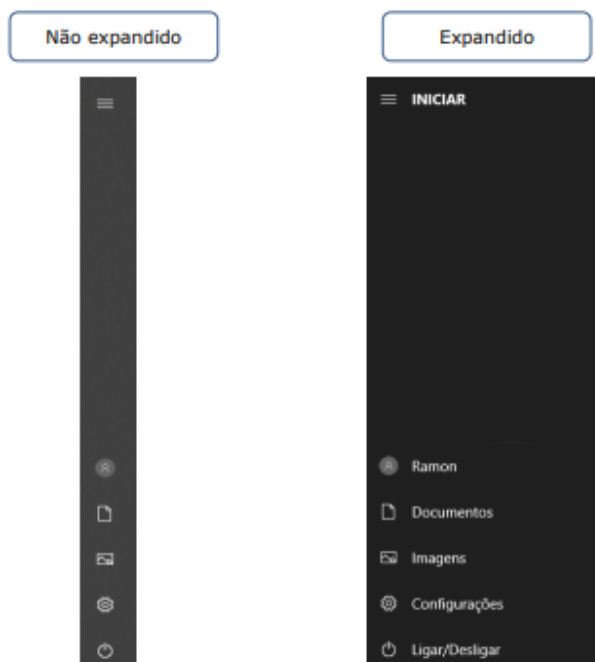 Não expandido
Expandido
INICIAR
Ramon
Documentos
Imagens
Configurações
Ligar/Desligar